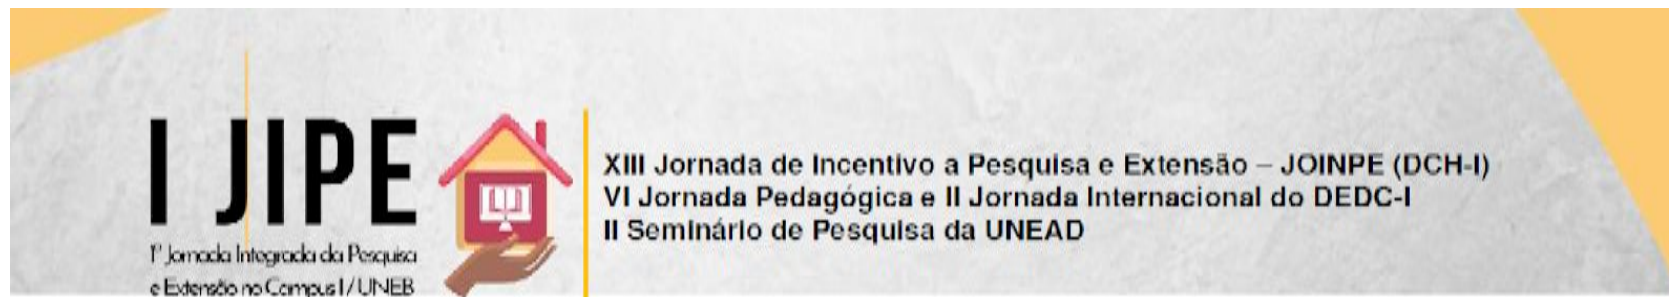 I JIPE
1ª Jornada Integrada da Pesquisa
e Extensão no Campus I / UNEB
XIII Jornada de Incentivo a Pesquisa e Extensão – JOINPE (DCH-I)
VI Jornada Pedagógica e II Jornada Internacional do DEDC-I
II Seminário de Pesquisa da UNEAD